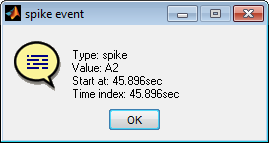 spike event
Type: spike
Value: A2
Start at: 45.896sec
Time index: 45.896sec
OK